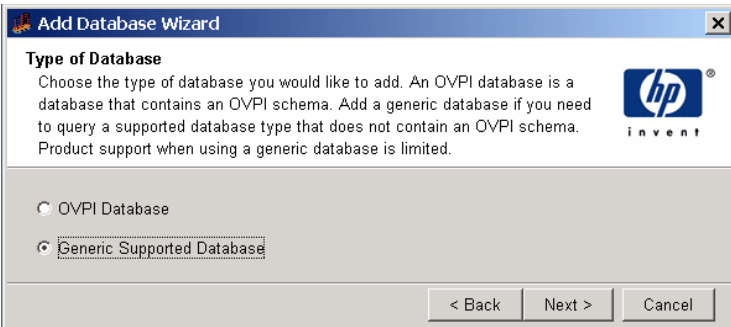 Add Database Wizard
Type of Database
Choose the type of database you would like to add. An OVPI database is a
database that contains an OVPI schema. Add a generic database if you need
to query a supported database type that does not contain an OVPI schema.
Product support when using a generic database is limited.
hp ®
invent
OVPI Database
Generic Supported Database
< Back Next > Cancel